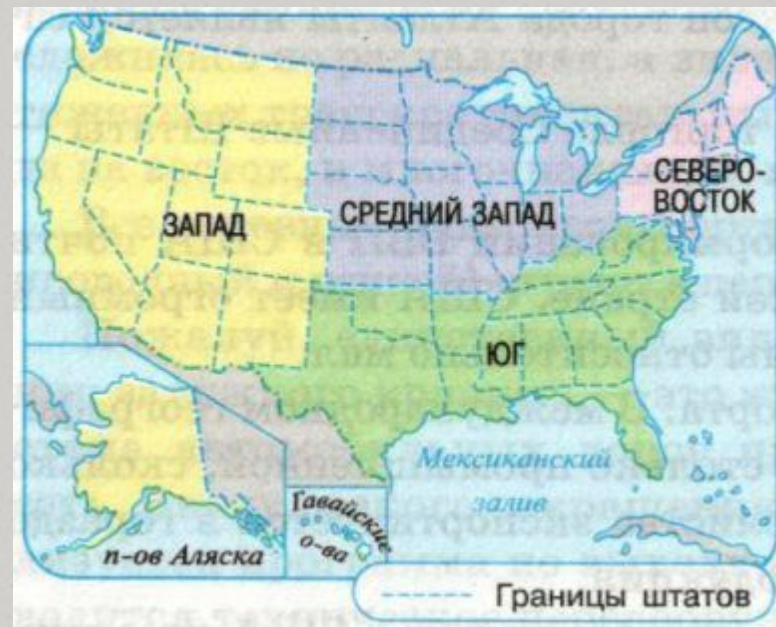 СЕВЕРО-
ВОСТОК
ЗАПАД
СРЕДНИЙ ЗАПАД
ЮГ
Мексиканский
залив
Гавайские
о-ва
п-ов Аляска
Границы штатов